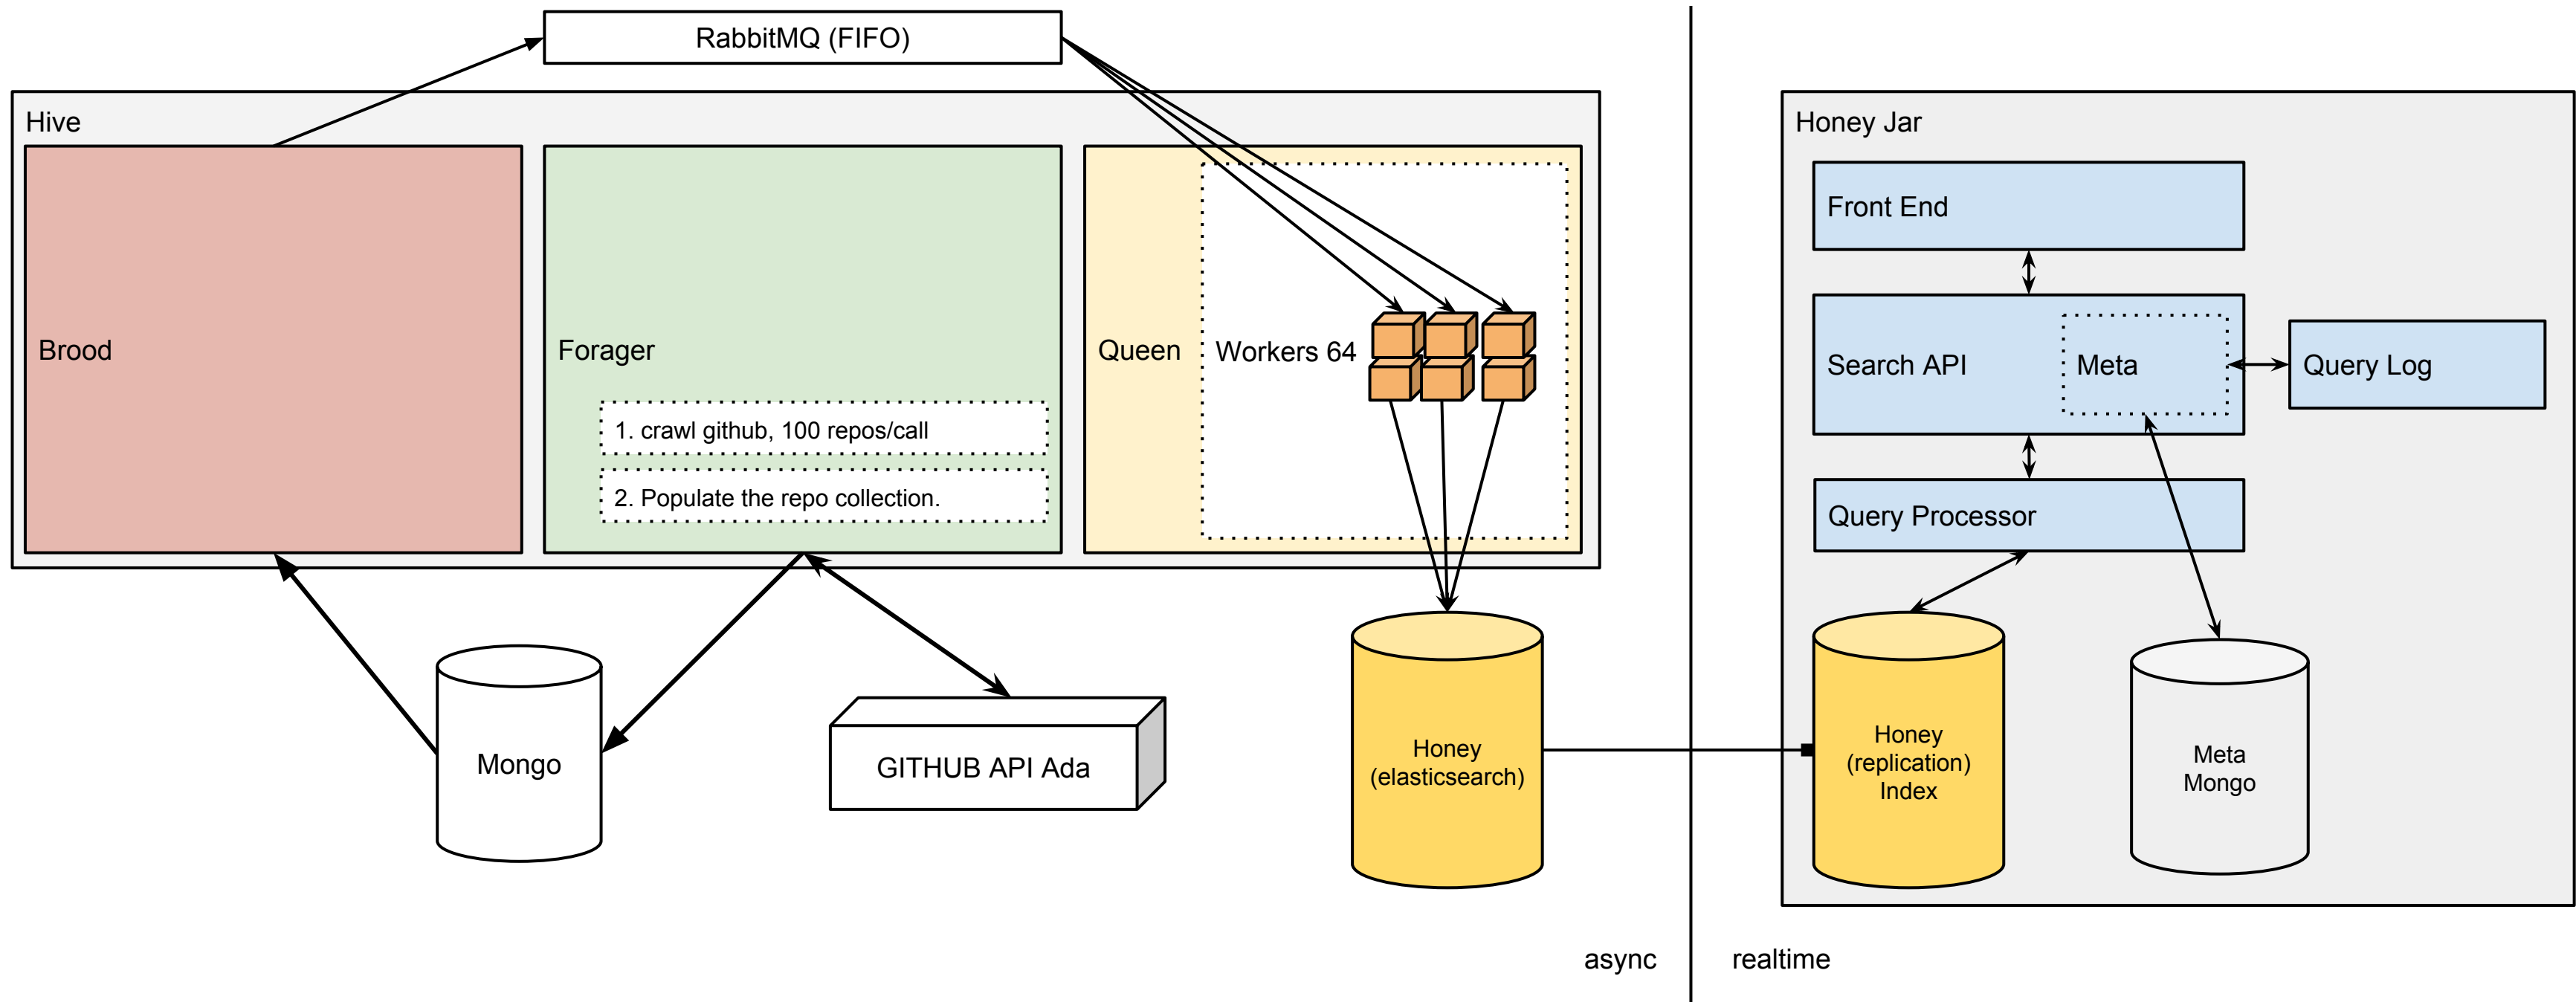 RabbitMQ (FIFO)
Hive
Brood
Forager
1. crawl github, 100 repos/call
2. Populate the repo collection.
Queen
Workers 64
Mongo
GITHUB API Ada
Honey
(elasticsearch)
async
realtime
Honey Jar
Front End
Search API
Meta
Query Log
Query Processor
Honey
(replication)
Index
Meta
Mongo